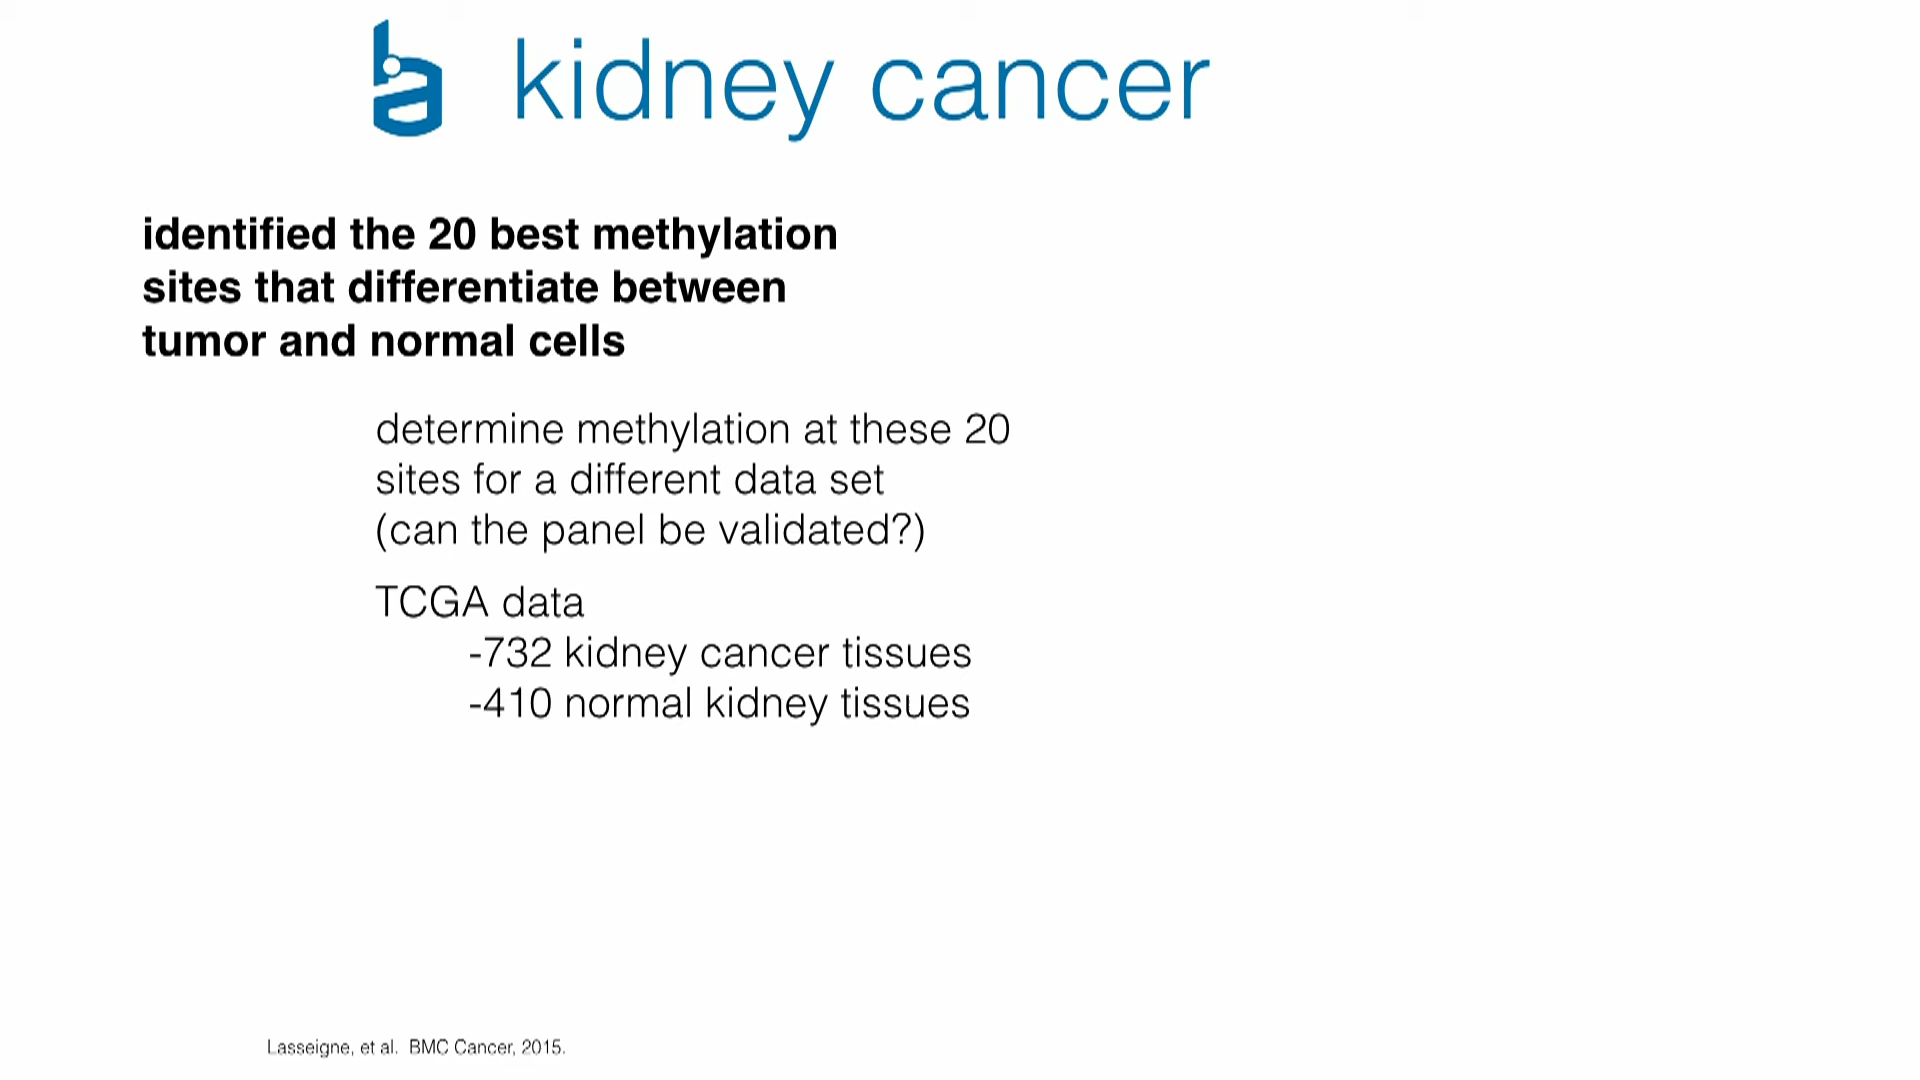 kidney cancer
identified the 20 best methylation
sites that differentiate between
tumor and normal cells
determine methylation at these 20
sites for a different data set
(can the panel be validated?)
TCGA data
-732 kidney cancer tissues
-410 normal kidney tissues
Lasseigne, et al. BMC Cancer, 2015.